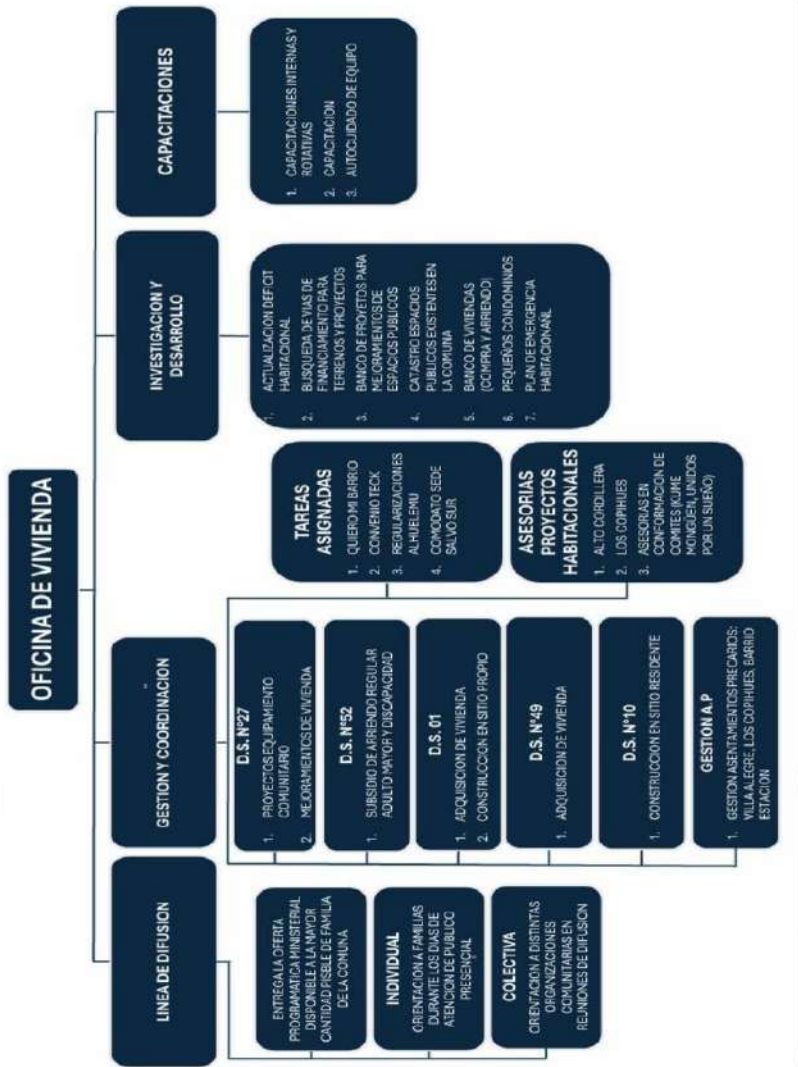 OFICINA DE VIVIENDA
LINEA DE DIFUSION
ENTREGA LA OFERTA
PROGRAMATICA MINISTERIAL
DISPONIBLE A LA MAYOR
CANTIDAD PISBLE DE FAMILIA
DE LA COMUNA
INDIVIDUAL
ORIENTACION A FAMILIAS
DURANTE LOS DIAS DE
ATENCION DE PUBLICO
PRESENCIAL
COLECTIVA
ORIENTACION A DISTINTAS
ORGANIZACIONES
COMUNITARIAS EN
REUNIONES DE DIFUSION
GESTION Y COORDINACION
D.S. Nº27
1. PROYECTOS EQUIPAMIENTO
COMUNITARIO
2. MEJORAMIENTOS DE VIVIENDA
D.S. Nº52
1. SUBSIDIO DE ARRIENDO REGULAR
ADULTO MAYOR Y DISCAPACIDAD
D.S. 01
1. ADQUISICION DE VIVIENDA
2. CONSTRUCCION EN SITIO PROPIO
D.S. Nº49
1. ADQUISICION DE VIVIENDA
D.S. Nº10
1. CONSTRUCCION EN SITIO RESIDENTE
GESTION A.P
1. GESTION ASENTAMIENTOS PRECARIOS:
VILLA ALEGRE, LOS COPIHUES, BARRIO
ESTACION
TAREAS
ASIGNADAS
1. QUIERO MI BARRIO
2. CONVENIO TECK
3. REGULARIZACIONES
ALHUELEMU
4. COMODATO SEDE
SALVO SUR
ASESORIAS
PROYECTOS
HABITACIONALES
1. ALTO CORDILLERA
2. LOS COPIHUES
3. ASESORIAS EN
CONFORMACION DE
COMITES (KUME
MONGUEN, UNIDOS
POR UN SUEÑO)
INVESTIGACION Y
DESARROLLO
1. ACTUALIZACION DEFICIT
HABITACIONAL
2. BUSQUEDA DE VIAS DE
FINANCIAMIENTO PARA
TERRENOS Y PROYECTOS
3. BANCO DE PROYETOS PARA
MEJORAMIENTOS DE
ESPACIOS PUBLICOS
4. CATASTRO ESPACIOS
PUBLICOS EXISTENTES EN
LA COMUNA
5. BANCO DE VIVIENDAS
(COMPRA Y ARRIENDO)
6. PEQUEÑOS CONDOMINIOS
7. PLAN DE EMERGENCIA
HABITACIONAÑL
CAPACITACIONES
1. CAPACITACIONES INTERNAS Y
ROTATIVAS
2. CAPACITACION
3. AUTOCUIDADO DE EQUIPO